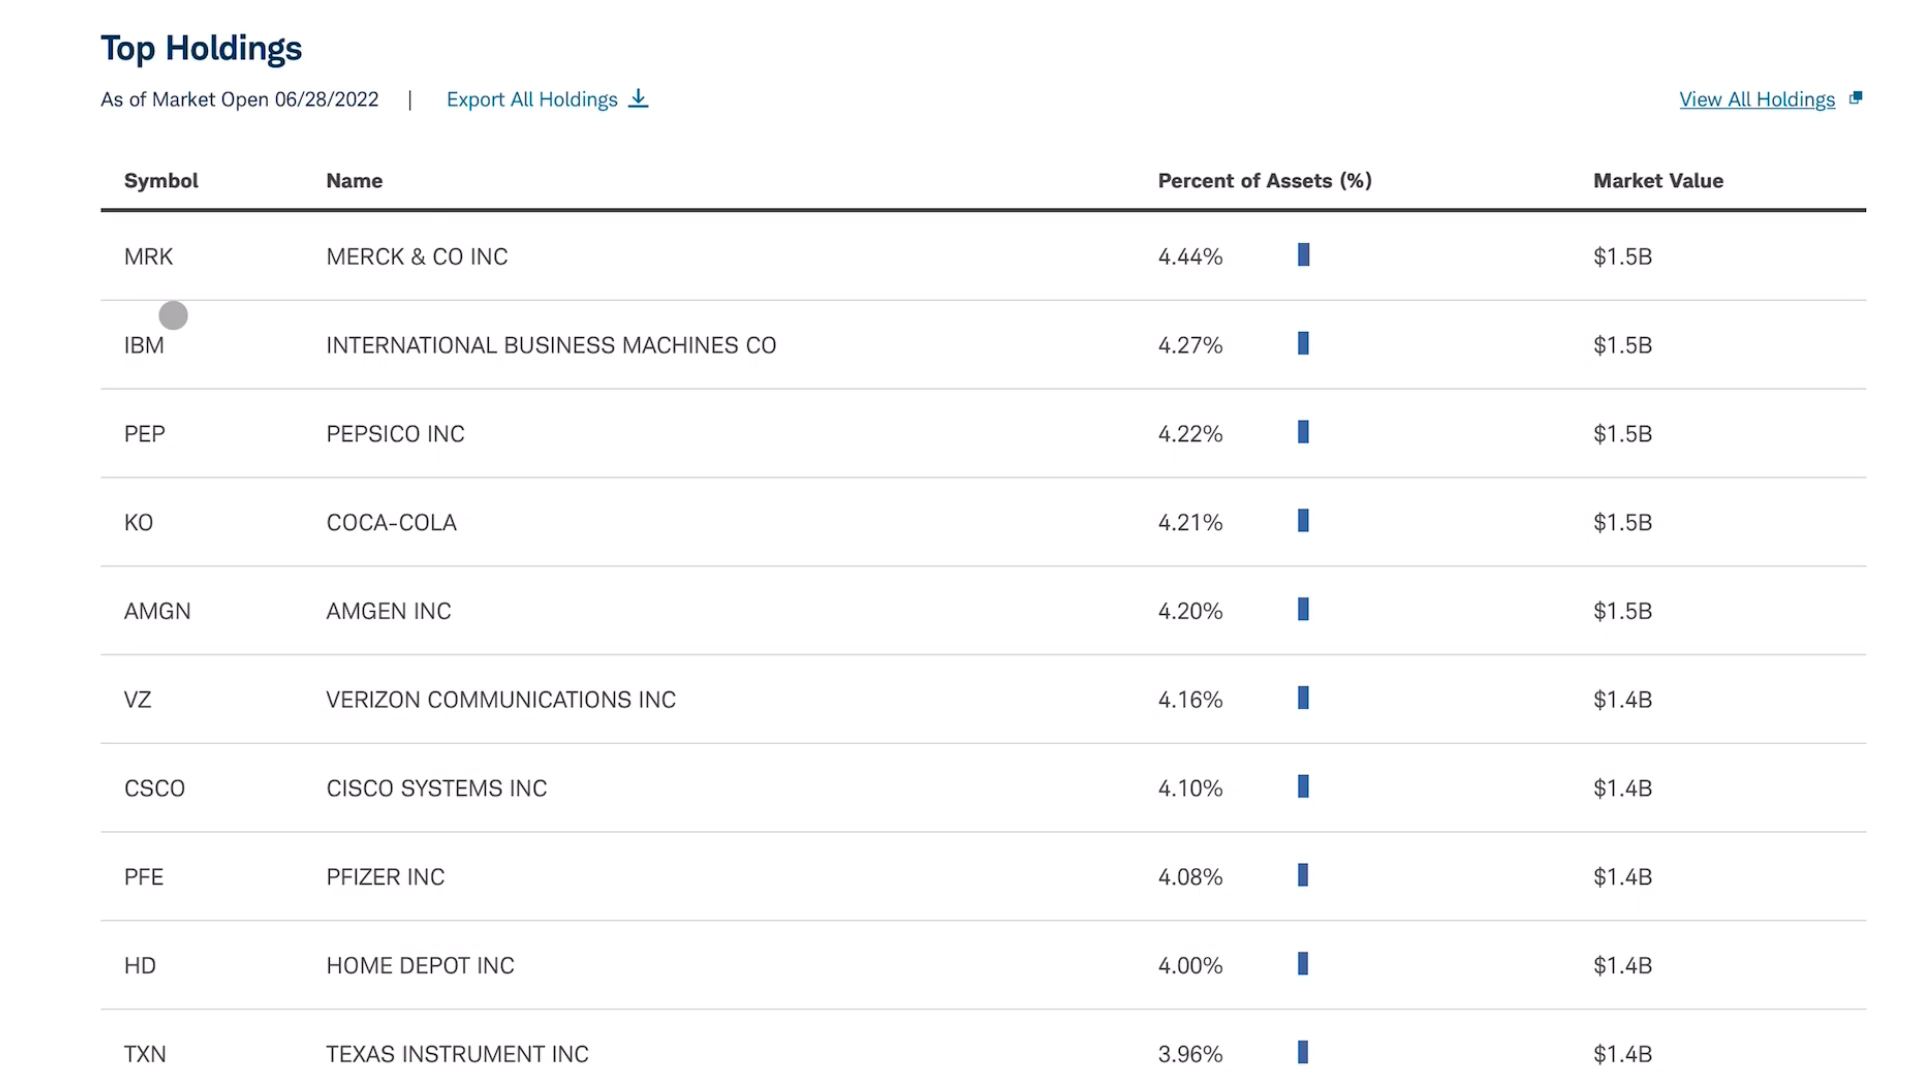 Top Holdings
As of Market Open 06/28/2022 | Export All Holdings View All Holdings
Symbol Name Percent of Assets (%) Market Value
MRK MERCK & CO INC 4.44% $1.5B
IBM INTERNATIONAL BUSINESS MACHINES CO 4.27% $1.5B
PEP PEPSICO INC 4.22% $1.5B
KO COCA-COLA 4.21% $1.5B
AMGN AMGEN INC 4.20% $1.5B
VZ VERIZON COMMUNICATIONS INC 4.16% $1.4B
CSCO CISCO SYSTEMS INC 4.10% $1.4B
PFE PFIZER INC 4.08% $1.4B
HD HOME DEPOT INC 4.00% $1.4B
TXN TEXAS INSTRUMENT INC 3.96% $1.4B